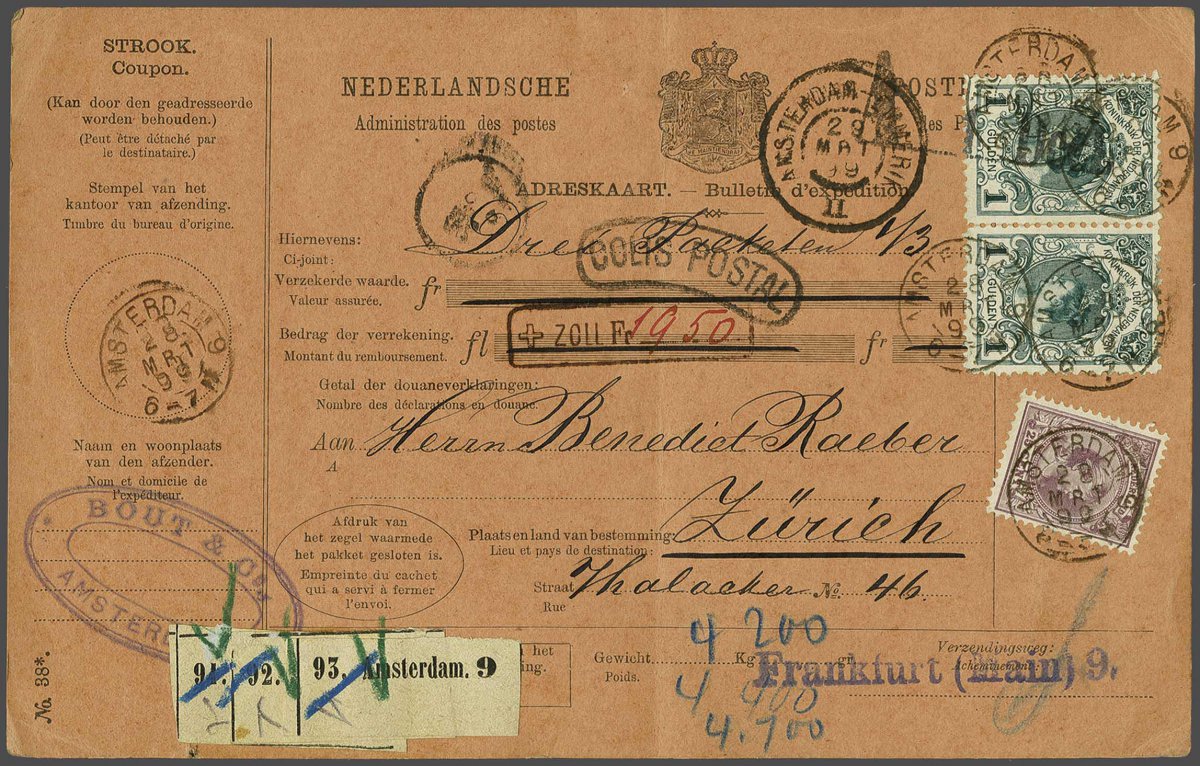 STROOK.
Coupon.
(Kan door den geadresseerde
worden behouden.)
(Peut être détaché par
le destinataire.)
Stempel van het
kantoor van afzending.
Timbre du bureau d'origine.
AMSTERDAM 9
6-7
Naam en woonplaats
van den afzender.
Nom et domicile de
l'expéditeur.
BOUT & Co.
No. 38*.
NEDERLANDSCHE
Administration des postes
AMSTERDAM
29
MRT
99
II
ADRESKAART. — Bulletin d'expédition
Hiernevens:
Ci-joint:
Drei Packeten 1/3
COLIS POSTAL
Verzekerde waarde.
Valeur assurée.
fr
Bedrag der verrekening.
Montant du remboursement.
fl
+ ZOLL Fr 19 50
fr
Getal der douaneverklaringen:
Nombre des déclarations en douane.
Aan
A
Herrn Benedict Raeber
Plaats en land van bestemming:
Lieu et pays de destination:
Zürich
Straat
Rue
Thalacker No. 46
Afdruk van
het zegel waarmede
het pakket gesloten is.
Empreinte du cachet
qui a servi à fermer
l'envoi.
91.
92.
93. Amsterdam. 9
het
Gewicht
Poids.
Kg
gr
4 200
4 900
4.700
Verzendingsweg:
Acheminement
Frankfurt (Main) 9.
1 GULDEN 1
1 GULDEN 1
AMSTERDAM
28
MRT
99